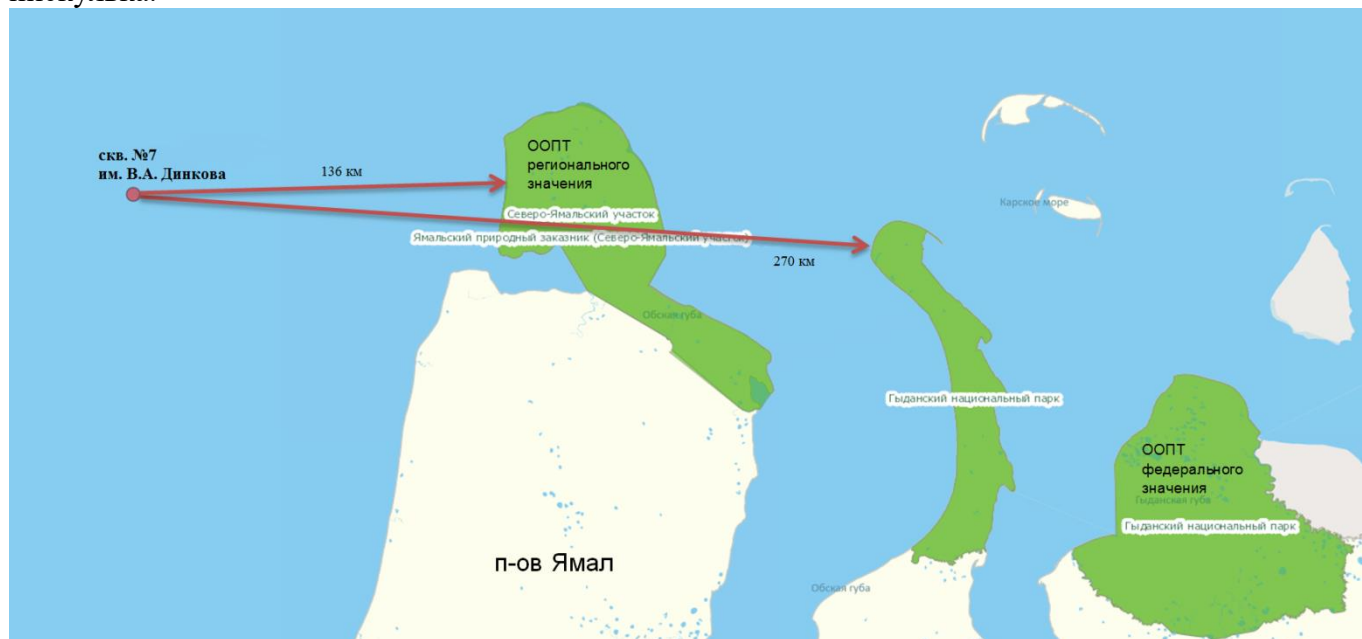 скв. №7
им. В.А. Динкова
136 км
ООПТ
регионального
значения
Северо-Ямальский участок
Ямальский природный заказник (Северо-Ямальский участок)
270 км
Карское море
Обская губа
Гыданский национальный парк
ООПТ
федерального
значения
Гыданская губа
Гыданский национальный парк
п-ов Ямал
Обская губа